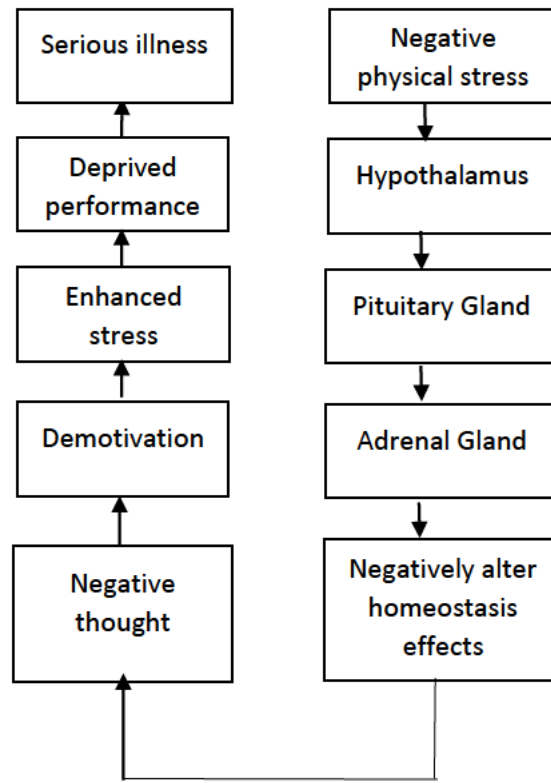 Serious illness
Deprived
performance
Enhanced
stress
Demotivation
Negative
thought
Negative
physical stress
Hypothalamus
Pituitary Gland
Adrenal Gland
Negatively alter
homeostasis
effects